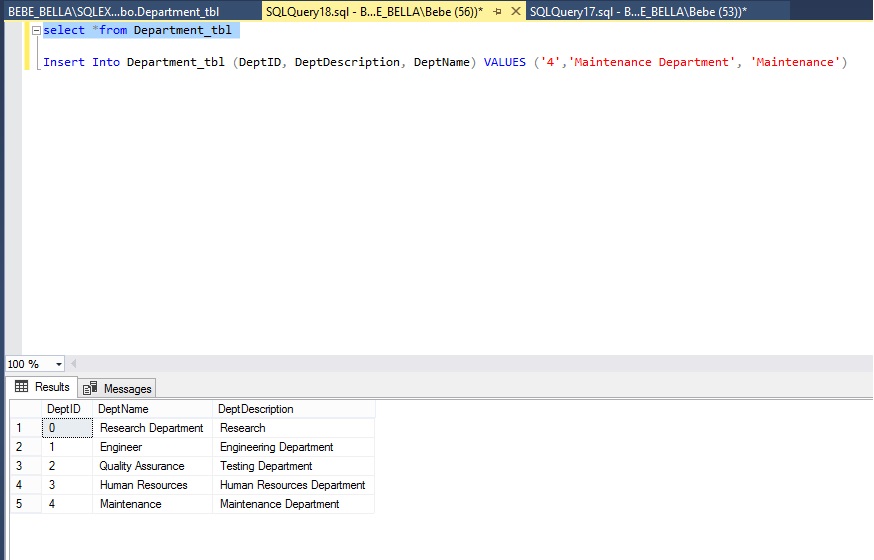 BEBE_BELLA\SQLEX...bo.Department_tbl SQLQuery18.sql - B...E_BELLA\Bebe (56))* SQLQuery17.sql - B...E_BELLA\Bebe (53))*
select *from Department_tbl
Insert Into Department_tbl (DeptID, DeptDescription, DeptName) VALUES ('4','Maintenance Department', 'Maintenance')
100 %
Results Messages
DeptID DeptName DeptDescription
1 0 Research Department Research
2 1 Engineer Engineering Department
3 2 Quality Assurance Testing Department
4 3 Human Resources Human Resources Department
5 4 Maintenance Maintenance Department